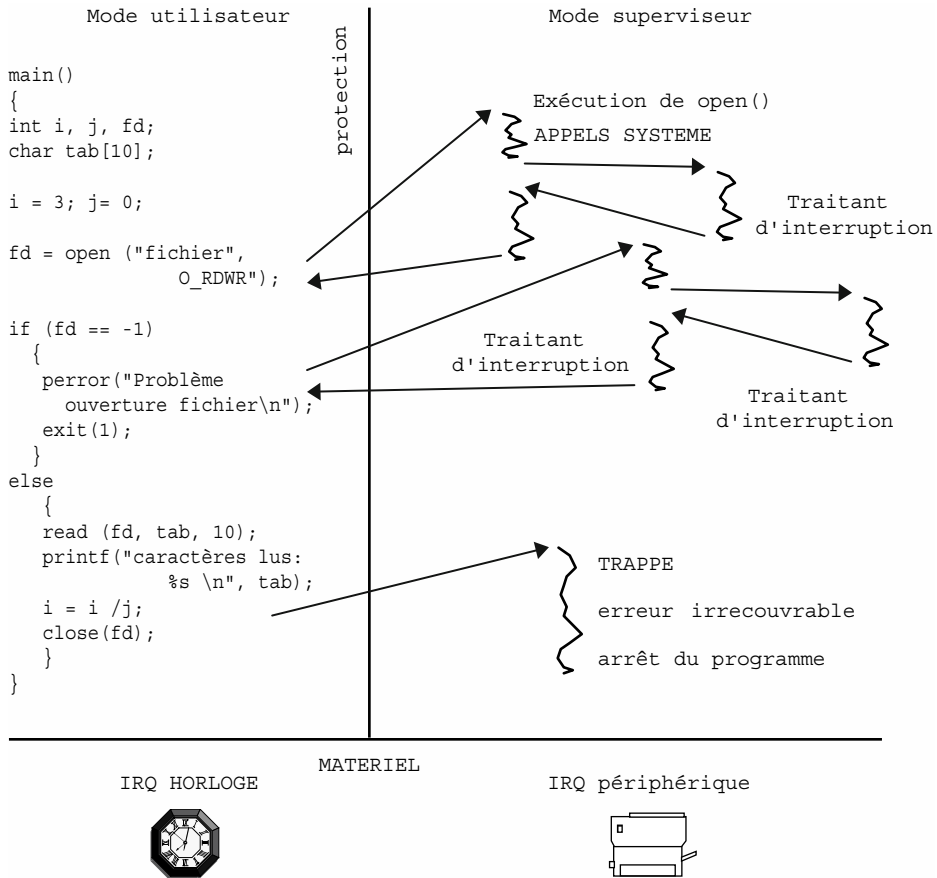 Mode utilisateur
Mode superviseur
protection
main()
{
int i, j, fd;
char tab[10];
i = 3; j= 0;
fd = open ("fichier",
O_RDWR");
if (fd == -1)
{
perror("Problème
ouverture fichier\n");
exit(1);
}
else
{
read (fd, tab, 10);
printf("caractères lus:
%s \n", tab);
i = i /j;
close(fd);
}
}
Exécution de open()
APPELS SYSTEME
Traitant
d'interruption
Traitant
d'interruption
Traitant
d'interruption
TRAPPE
erreur irrecouvrable
arrêt du programme
MATERIEL
IRQ HORLOGE
IRQ périphérique